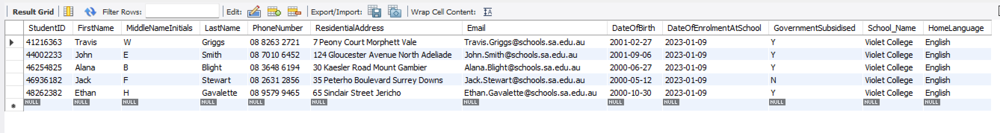 Result Grid Filter Rows: Edit: Export/Import: Wrap Cell Content: IA
StudentID FirstName MiddleNameInitials LastName PhoneNumber ResidentialAddress Email DateOfBirth DateOfEnrolmentAtSchool GovernmentSubsidised School_Name HomeLanguage
41216363 Travis W Griggs 08 8263 2721 7 Peony Court Morphett Vale Travis.Griggs@schools.sa.edu.au 2001-02-27 2023-01-09 Y Violet College English
44002233 John E Smith 08 7010 6452 124 Gloucester Avenue North Adeliade John.Smith@schools.sa.edu.au 2001-09-06 2023-01-09 Y Violet College English
46254825 Alana B Blight 08 3648 6194 30 Kaesler Road Mount Gambier Alana.Blight@schools.sa.edu.au 2000-06-27 2023-01-09 Y Violet College English
46936182 Jack F Stewart 08 2631 2856 35 Peterho Boulevard Surrey Downs Jack.Stewart@schools.sa.edu.au 2000-05-12 2023-01-09 N Violet College English
48262382 Ethan H Gavalette 08 9579 9465 65 Sinclair Street Jericho Ethan.Gavalette@schools.sa.edu.au 2000-10-30 2023-01-09 Y Violet College English
NULL NULL NULL NULL NULL NULL NULL NULL NULL NULL NULL NULL